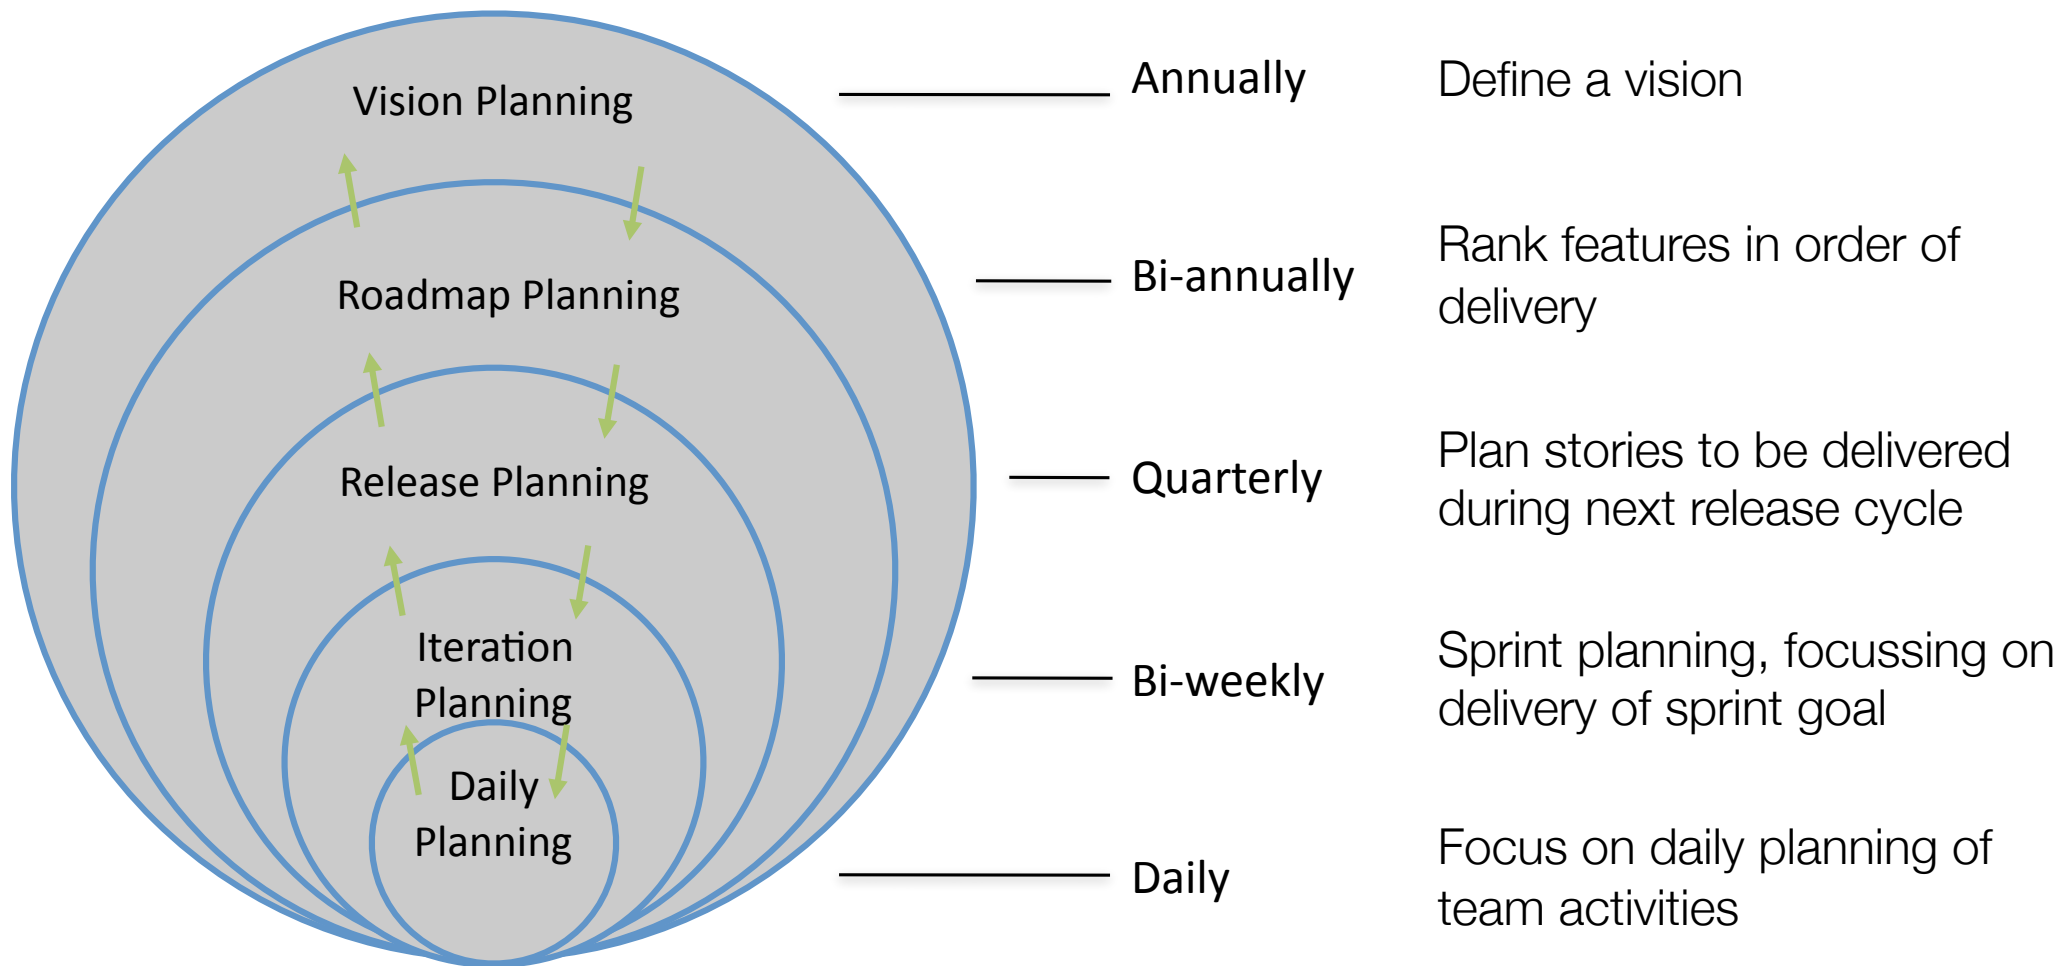 Vision Planning
Annually
Define a vision
Roadmap Planning
Bi-annually
Rank features in order of
delivery
Release Planning
Quarterly
Plan stories to be delivered
during next release cycle
Iteration
Planning
Bi-weekly
Sprint planning, focussing on
delivery of sprint goal
Daily
Planning
Daily
Focus on daily planning of
team activities